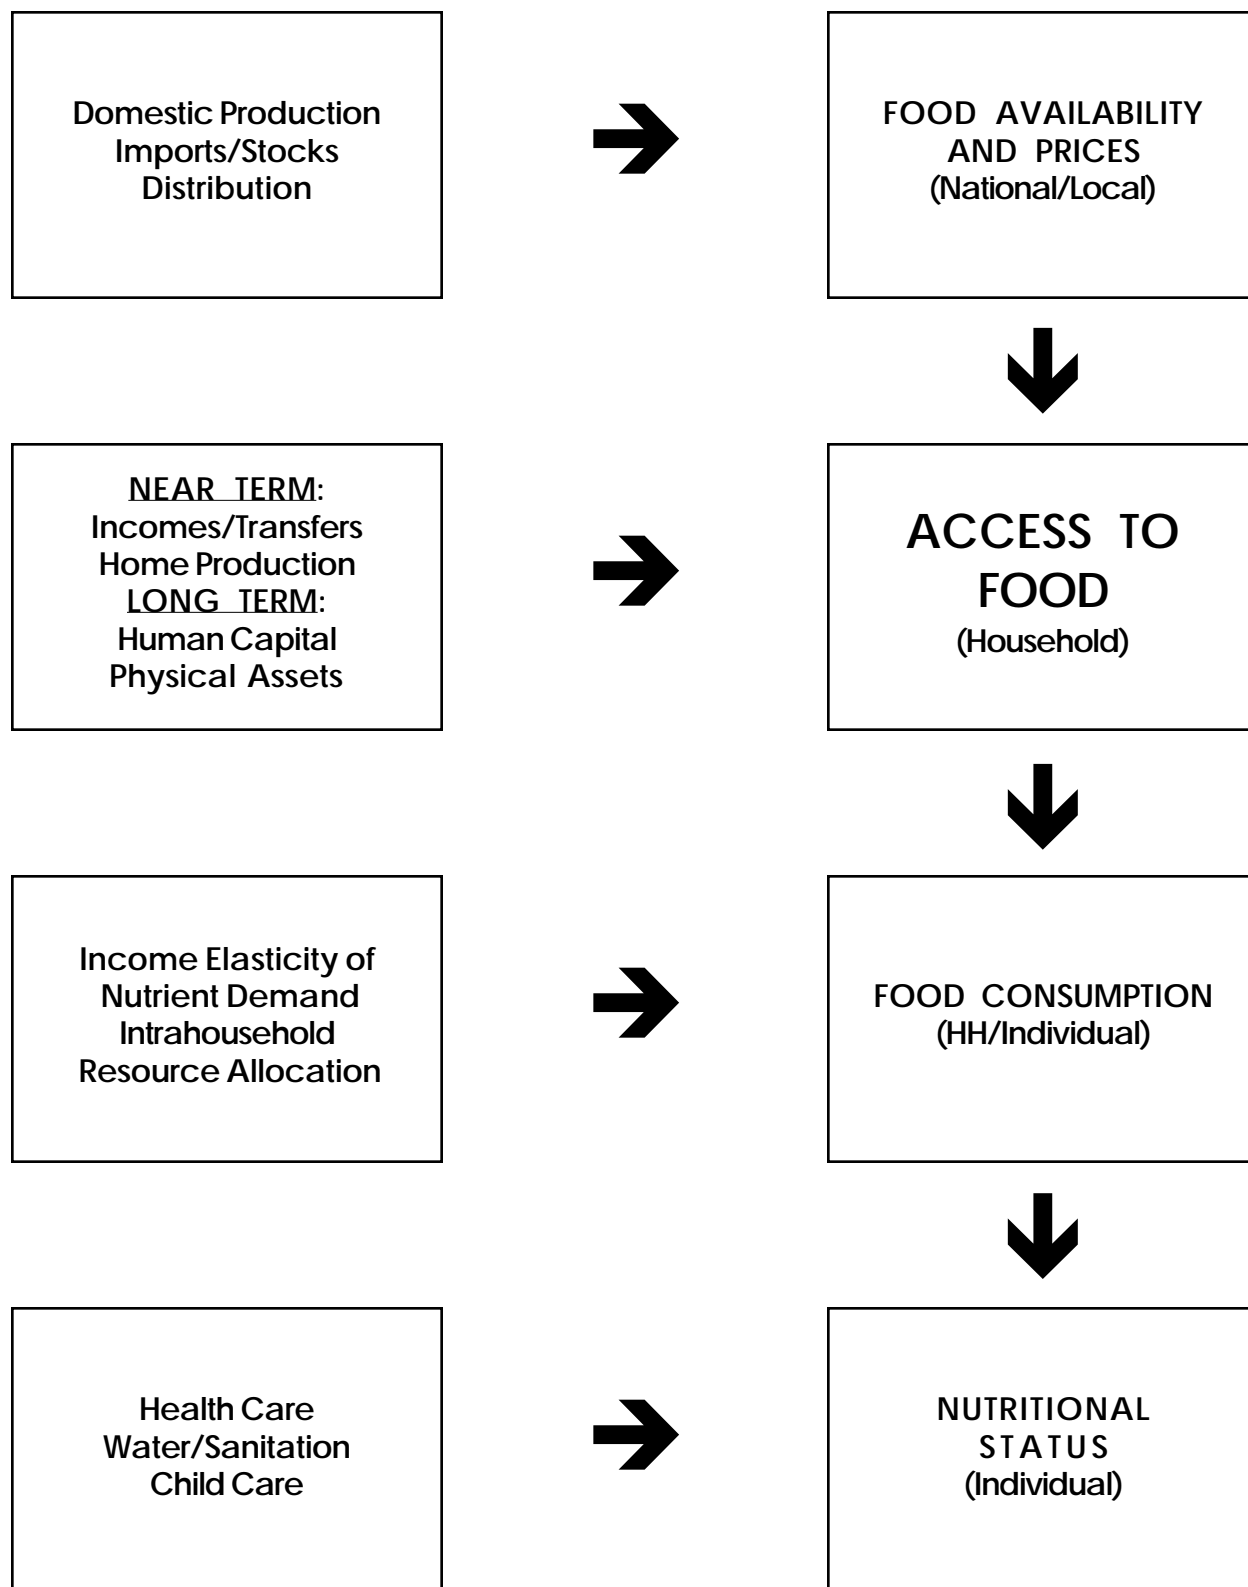 Domestic Production
Imports/Stocks
Distribution
FOOD AVAILABILITY
AND PRICES
(National/Local)
NEAR TERM:
Incomes/Transfers
Home Production
LONG TERM:
Human Capital
Physical Assets
ACCESS TO
FOOD
(Household)
Income Elasticity of
Nutrient Demand
Intrahousehold
Resource Allocation
FOOD CONSUMPTION
(HH/Individual)
Health Care
Water/Sanitation
Child Care
NUTRITIONAL
STATUS
(Individual)